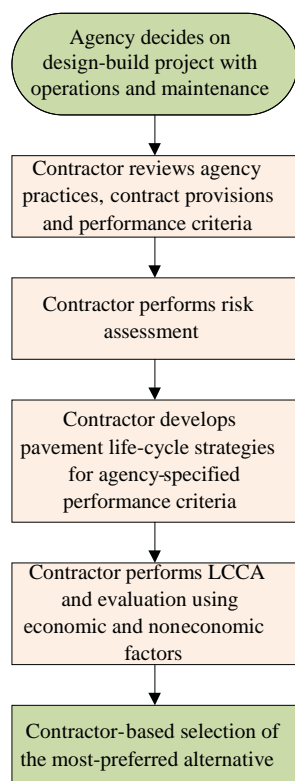 Agency decides on
design-build project with
operations and maintenance
Contractor reviews agency
practices, contract provisions
and performance criteria
Contractor performs risk
assessment
Contractor develops
pavement life-cycle strategies
for agency-specified
performance criteria
Contractor performs LCCA
and evaluation using
economic and noneconomic
factors
Contractor-based selection of
the most-preferred alternative